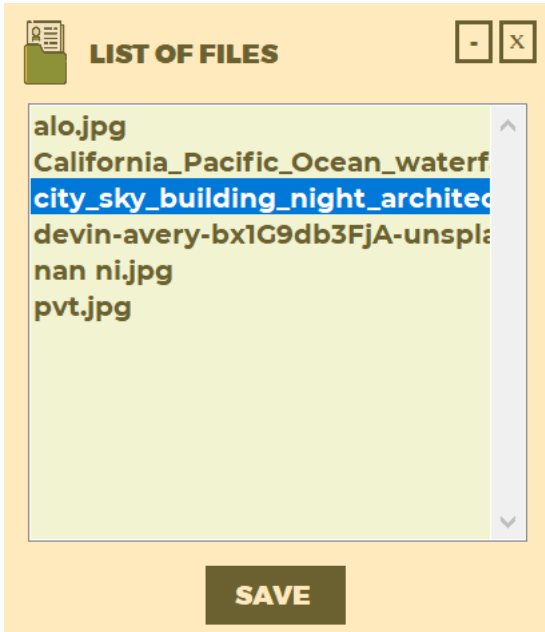 LIST OF FILES
-
X
alo.jpg
California_Pacific_Ocean_waterf
city_sky_building_night_architec
devin-avery-bx1G9db3FjA-unspla
nan ni.jpg
pvt.jpg
SAVE